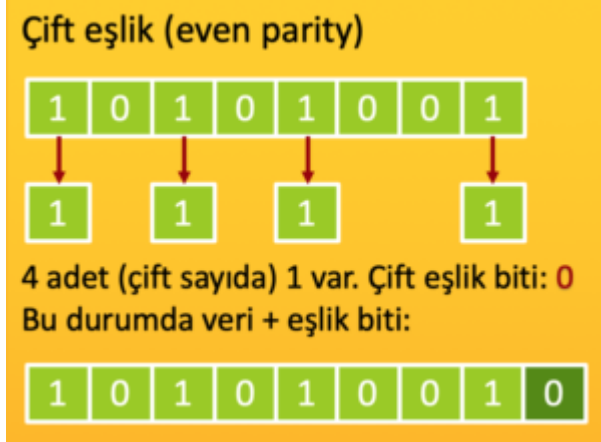 Çift eşlik (even parity)
1 0 1 0 1 0 0 1
1 1 1 1
4 adet (çift sayıda) 1 var. Çift eşlik biti: 0
Bu durumda veri + eşlik biti:
1 0 1 0 1 0 0 1 0